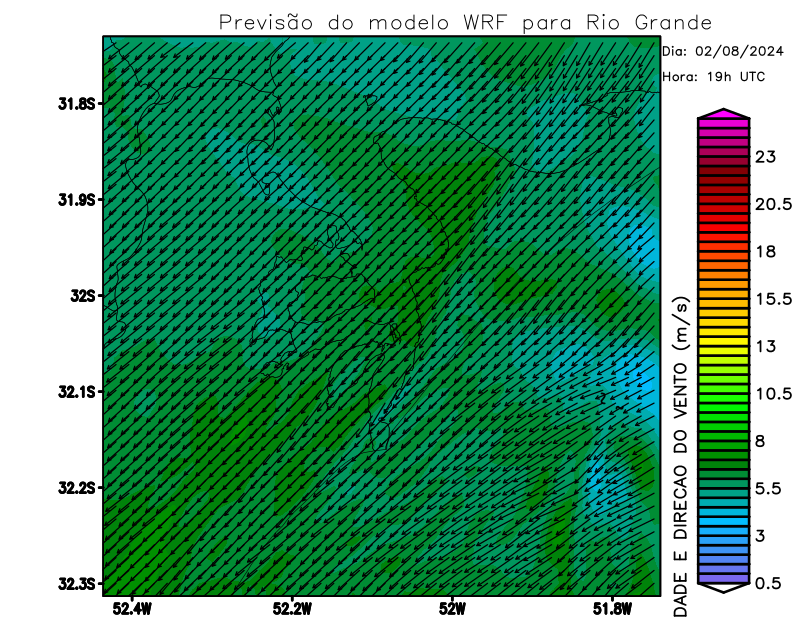 Previsão do modelo WRF para Rio Grande
Dia: 02/08/2024
Hora: 19h UTC
31.8S
31.9S
32S
32.1S
32.2S
32.3S
52.4W
52.2W
52W
51.8W
23
20.5
18
15.5
13
10.5
8
5.5
3
0.5
DADE E DIRECAO DO VENTO (m/s)